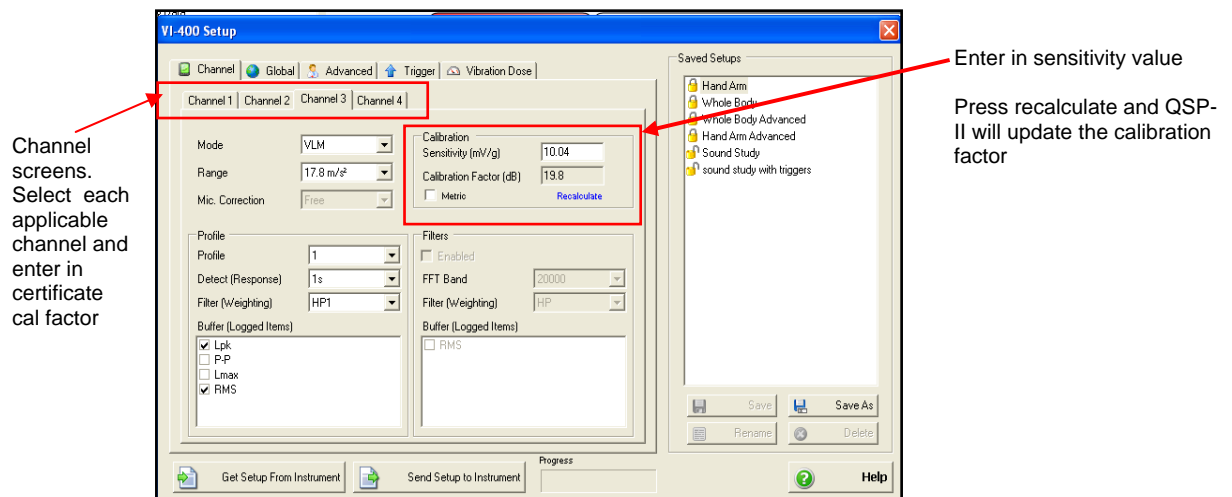 VI-400 Setup
Channel Global Advanced Trigger Vibration Dose
Channel 1 Channel 2 Channel 3 Channel 4
Mode VLM
Range 17.8 m/s²
Mic. Correction Free
Calibration
Sensitivity (mV/g) 10.04
Calibration Factor (dB) 19.8
Metric Recalculate
Profile
Profile 1
Detect (Response) 1s
Filter (Weighting) HP1
Buffer (Logged Items)
Lpk
P-P
Lmax
RMS
Filters
Enabled
FFT Band 20000
Filter (Weighting) HP
Buffer (Logged Items)
RMS
Saved Setups
Hand Arm
Whole Body
Whole Body Advanced
Hand Arm Advanced
Sound Study
sound study with triggers
Save Save As
Rename Delete
Get Setup From Instrument Send Setup to Instrument
Progress
Help
Channel
screens.
Select each
applicable
channel and
enter in
certificate
cal factor
Enter in sensitivity value
Press recalculate and QSP-
II will update the calibration
factor